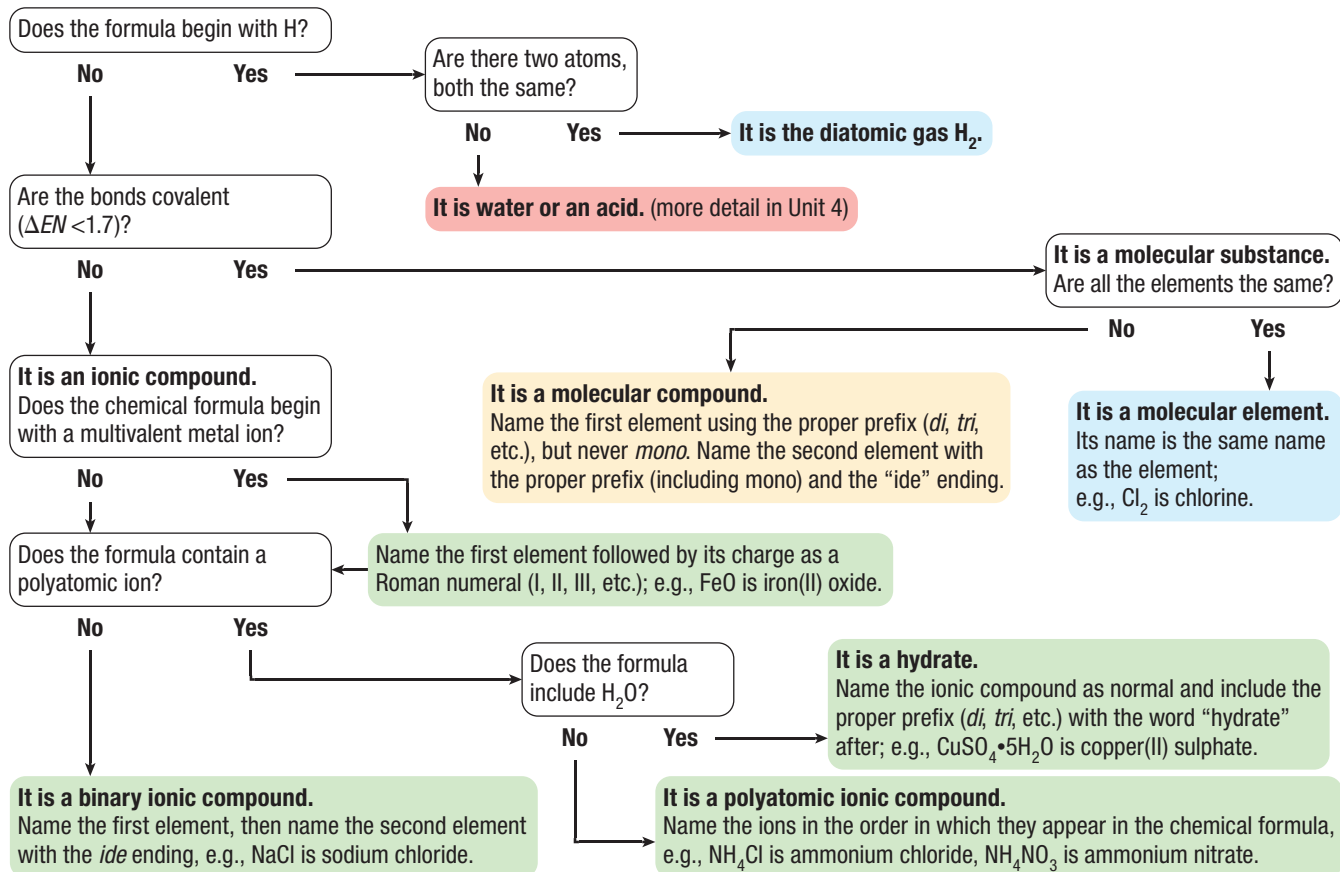 Does the formula begin with H?
No Yes
Are there two atoms,
both the same?
No Yes
It is the diatomic gas H₂.
It is water or an acid. (more detail in Unit 4)
Are the bonds covalent
(ΔEN <1.7)?
No Yes
It is a molecular substance.
Are all the elements the same?
No Yes
It is an ionic compound.
Does the chemical formula begin
with a multivalent metal ion?
No Yes
It is a molecular compound.
Name the first element using the proper prefix (di, tri,
etc.), but never mono. Name the second element with
the proper prefix (including mono) and the “ide” ending.
It is a molecular element.
Its name is the same name
as the element;
e.g., Cl₂ is chlorine.
Does the formula contain a
polyatomic ion?
No Yes
Name the first element followed by its charge as a
Roman numeral (I, II, III, etc.); e.g., FeO is iron(II) oxide.
Does the formula
include H₂O?
No Yes
It is a hydrate.
Name the ionic compound as normal and include the
proper prefix (di, tri, etc.) with the word “hydrate”
after; e.g., CuSO₄•5H₂O is copper(II) sulphate.
It is a binary ionic compound.
Name the first element, then name the second element
with the ide ending, e.g., NaCl is sodium chloride.
It is a polyatomic ionic compound.
Name the ions in the order in which they appear in the chemical formula,
e.g., NH₄Cl is ammonium chloride, NH₄NO₃ is ammonium nitrate.